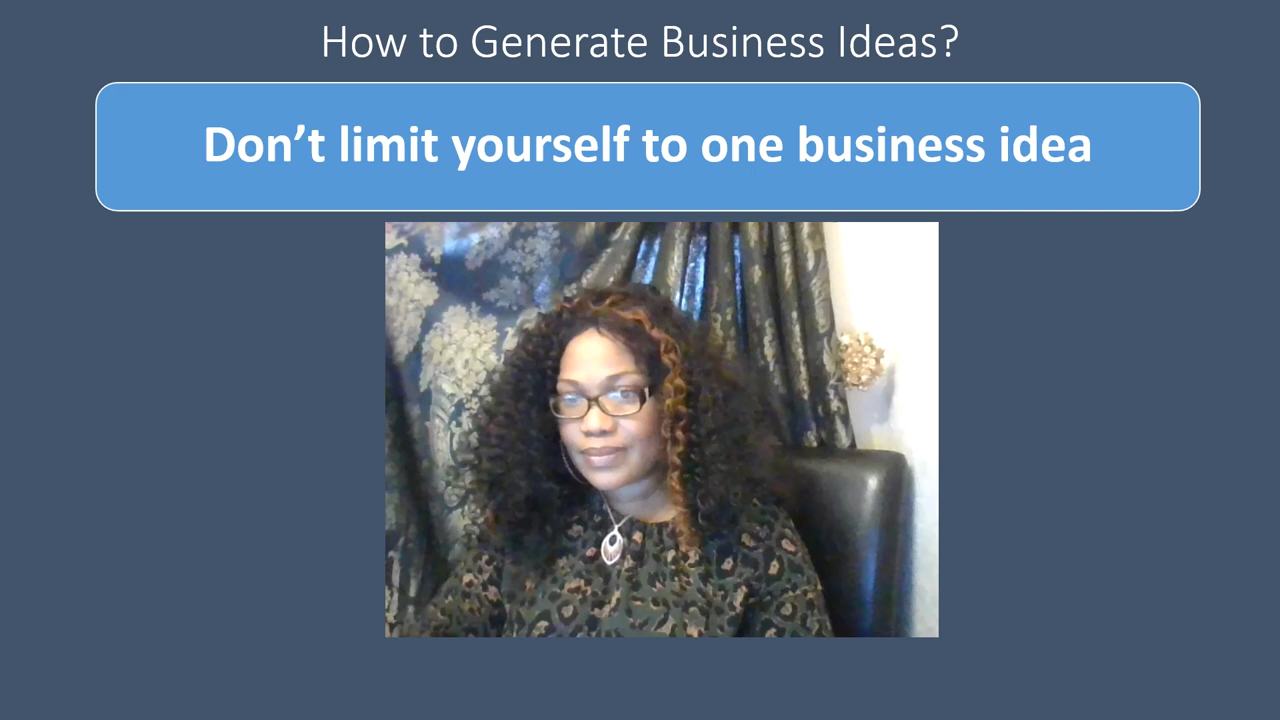 How to Generate Business Ideas?
Don’t limit yourself to one business idea